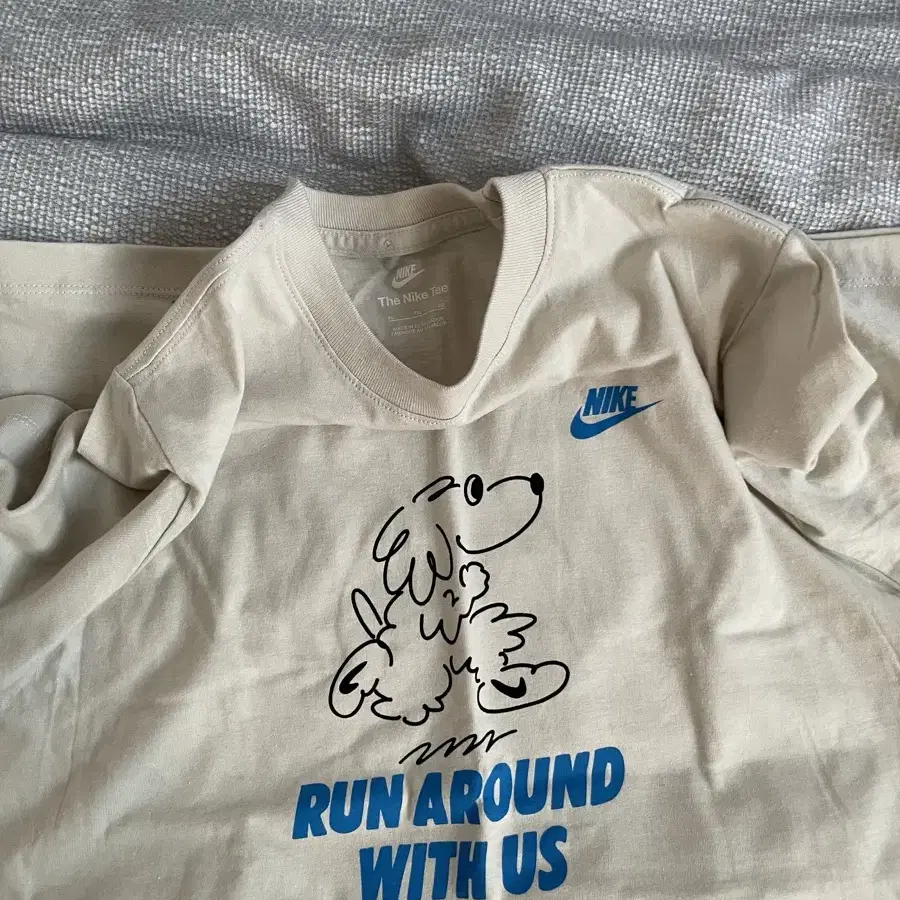 NIKE
The Nike Tee
NIKE
RUN AROUND
WITH US